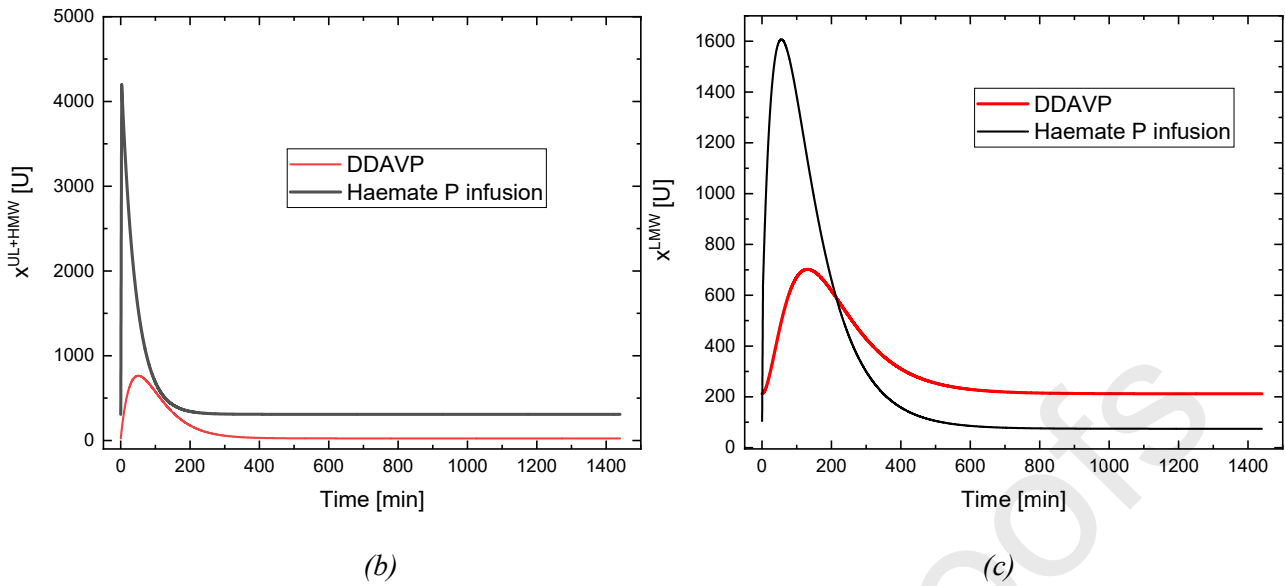 5000
4000
3000
2000
1000
0
x^UL+HMW [U]
DDAVP
Haemate P infusion
0 200 400 600 800 1000 1200 1400
Time [min]
(b)
1600
1400
1200
1000
800
600
400
200
0
x^LMW [U]
DDAVP
Haemate P infusion
0 200 400 600 800 1000 1200 1400
Time [min]
(c)
oofs